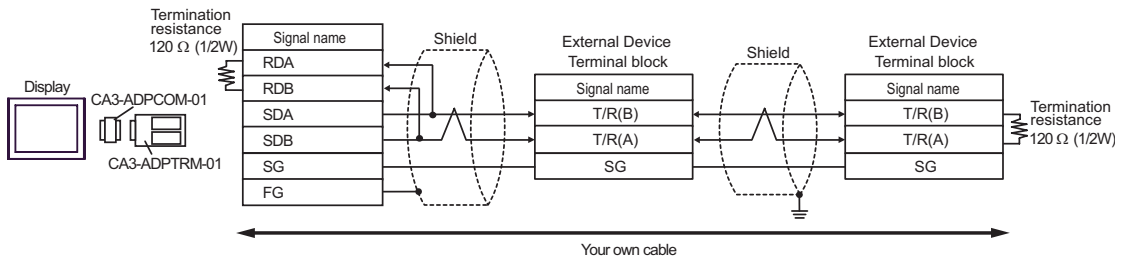 Termination
resistance
120 Ω (1/2W)
Display
CA3-ADPCOM-01
CA3-ADPTRM-01
Signal name
RDA
RDB
SDA
SDB
SG
FG
Shield
External Device
Terminal block
Signal name
T/R(B)
T/R(A)
SG
Shield
External Device
Terminal block
Signal name
T/R(B)
T/R(A)
SG
Termination
resistance
120 Ω (1/2W)
Your own cable